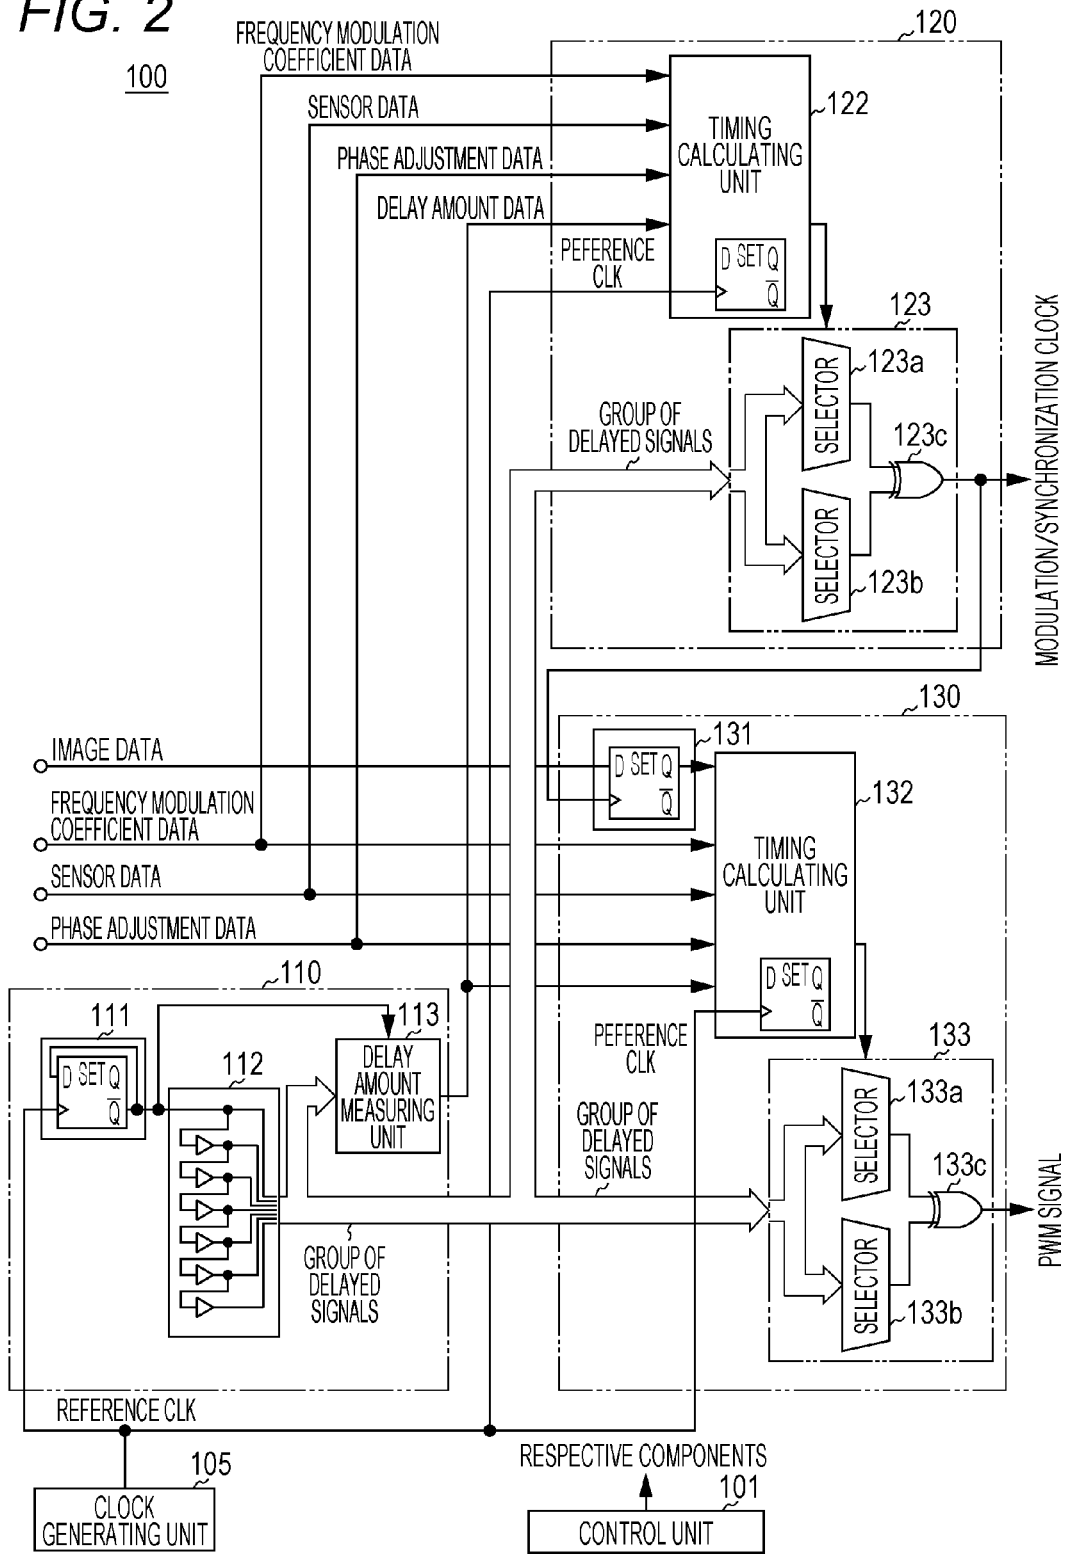 FIG. 2
100
FREQUENCY MODULATION
COEFFICIENT DATA
SENSOR DATA
PHASE ADJUSTMENT DATA
DELAY AMOUNT DATA
PEFERENCE
CLK
120
122
TIMING
CALCULATING
UNIT
D SET Q
Q̅
123
SELECTOR
123a
GROUP OF
DELAYED SIGNALS
123c
SELECTOR
123b
MODULATION/SYNCHRONIZATION CLOCK
IMAGE DATA
FREQUENCY MODULATION
COEFFICIENT DATA
SENSOR DATA
PHASE ADJUSTMENT DATA
130
131
D SET Q
Q̅
132
TIMING
CALCULATING
UNIT
D SET Q
Q̅
PEFERENCE
CLK
110
111
D SET Q
Q̅
112
113
DELAY
AMOUNT
MEASURING
UNIT
GROUP OF
DELAYED
SIGNALS
GROUP OF
DELAYED
SIGNALS
133
SELECTOR
133a
133c
SELECTOR
133b
PWM SIGNAL
REFERENCE CLK
105
CLOCK
GENERATING UNIT
RESPECTIVE COMPONENTS
101
CONTROL UNIT